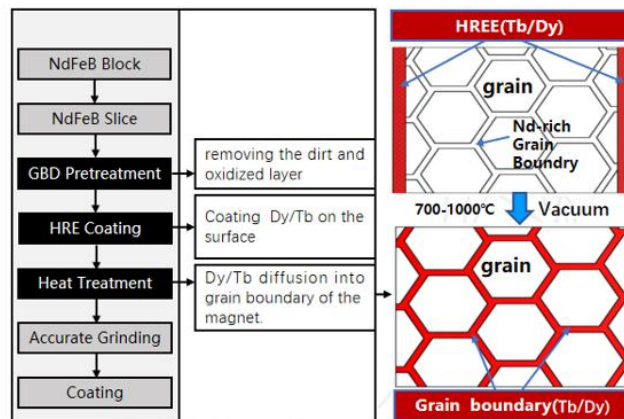 NdFeB Block
NdFeB Slice
GBD Pretreatment
HRE Coating
Heat Treatment
Accurate Grinding
Coating
removing the dirt and
oxidized layer
Coating Dy/Tb on the
surface
Dy/Tb diffusion into
grain boundary of the
magnet.
HREE(Tb/Dy)
grain
Nd-rich
Grain
Boundry
700-1000℃ Vacuum
grain
Grain boundary(Tb/Dy)